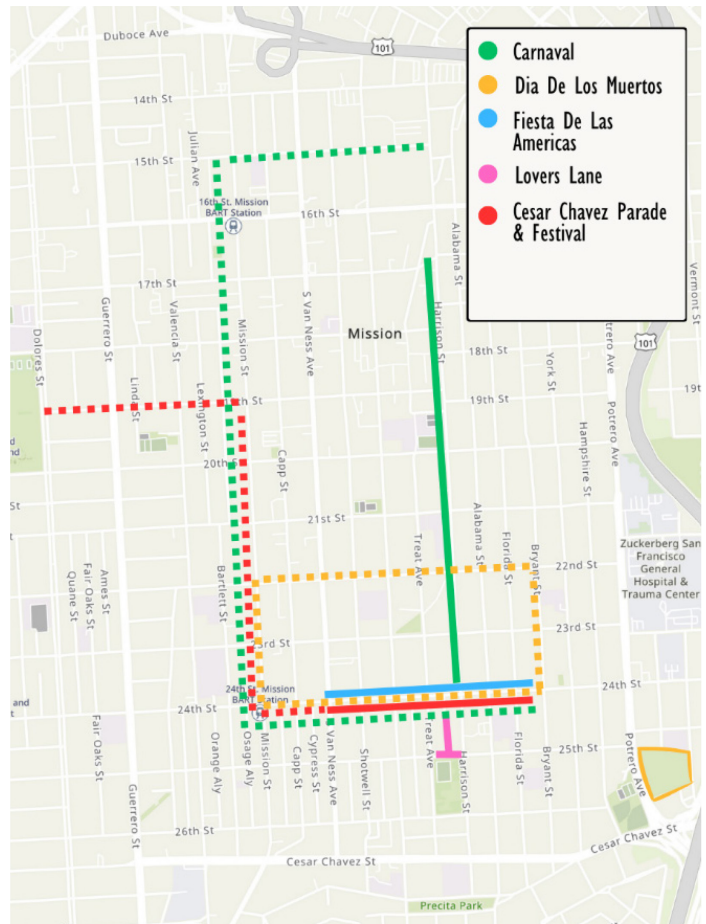 Duboce Ave
101
Carnaval
Dia De Los Muertos
Fiesta De Las
Americas
Lovers Lane
Cesar Chavez Parade
& Festival
14th St
Julian Ave
15th St
16th St. Mission
BART Station
16th St
Alabama St
17th St
Valencia St
S Van Ness Ave
Guerrero St
Mission St
Harrison St
Vermont St
Mission
Potrero Ave
101
Dolores St
18th St
York St
19th
Linda St
Lexington St
19th St
Potrero Ave
Hampshire St
20th S
Capp St
21st St
Alabama St
Florida St
Treat Ave
Bryant St
Zuckerberg San
Francisco
General
Hospital &
Trauma Center
22nd St
Ames St
Fair Oaks St
Quane St
Bartlett St
23rd St
23rd St
24th St. Mission
BART Station
24th St
and
24th St
Fair Oaks St
Orange Aly
Osage Aly
Mission St
Capp St
Cypress St
Van Ness Ave
Shotwell St
Treat Ave
Harrison St
Florida St
Bryant St
25th St
Potrero Ave
Guerrero St
26th St
Cesar Chavez St
Cesar Chavez St
Precita Park